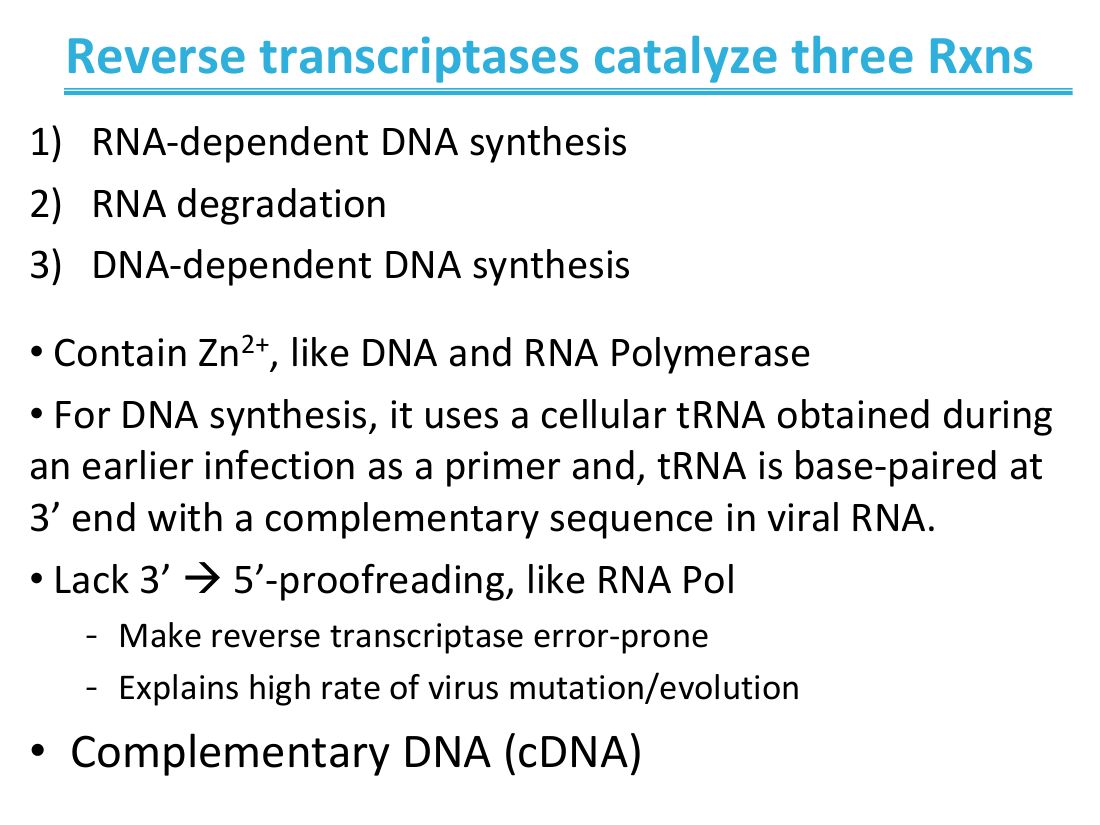 Reverse transcriptases catalyze three Rxns
1) RNA-dependent DNA synthesis
2) RNA degradation
3) DNA-dependent DNA synthesis
• Contain Zn²⁺, like DNA and RNA Polymerase
• For DNA synthesis, it uses a cellular tRNA obtained during
an earlier infection as a primer and, tRNA is base-paired at
3’ end with a complementary sequence in viral RNA.
• Lack 3’ → 5’-proofreading, like RNA Pol
- Make reverse transcriptase error-prone
- Explains high rate of virus mutation/evolution
• Complementary DNA (cDNA)